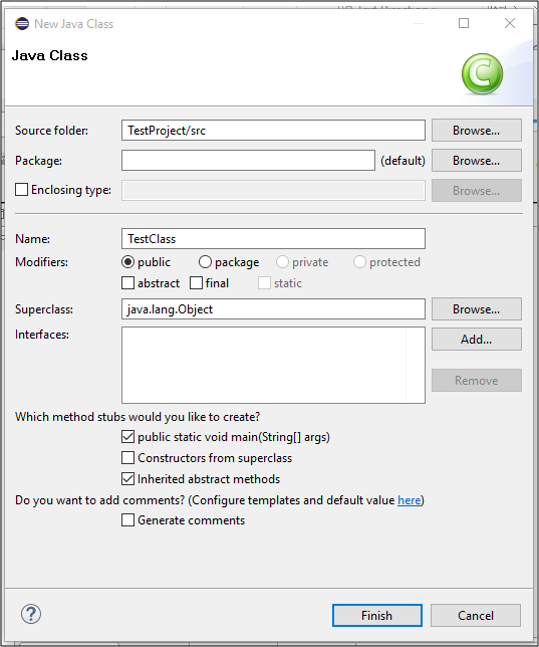 New Java Class
Java Class
Source folder: TestProject/src Browse...
Package: (default) Browse...
Enclosing type: Browse...
Name: TestClass
Modifiers: public package private protected
abstract final static
Superclass: java.lang.Object Browse...
Interfaces: Add...
Remove
Which method stubs would you like to create?
public static void main(String[] args)
Constructors from superclass
Inherited abstract methods
Do you want to add comments? (Configure templates and default value here)
Generate comments
? Finish Cancel